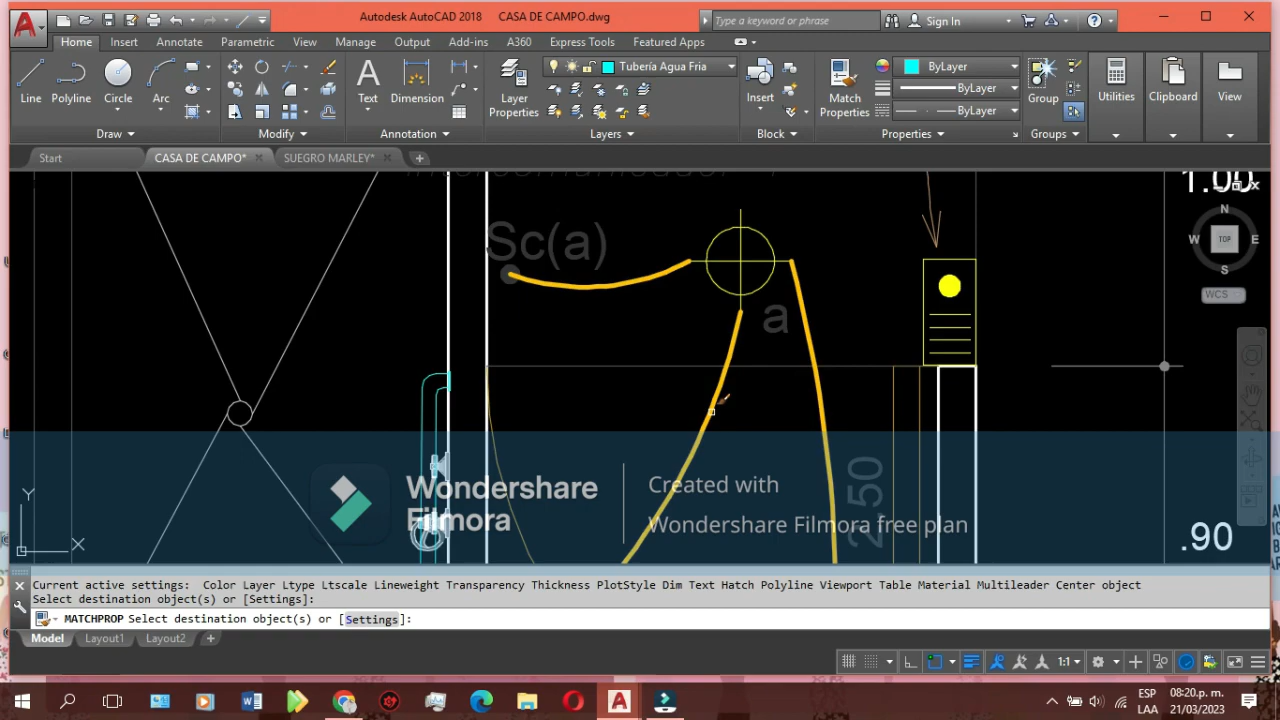 Autodesk AutoCAD 2018 CASA DE CAMPO.dwg
Type a keyword or phrase
Sign In
Home Insert Annotate Parametric View Manage Output Add-ins A360 Express Tools Featured Apps
Line Polyline Circle Arc
Text Dimension
Layer Properties
Tubería Agua Fria
Insert
Match Properties
ByLayer
ByLayer
ByLayer
Group
Utilities
Clipboard
View
Draw Modify Annotation Layers Block Properties Groups
Start CASA DE CAMPO* SUEGRO MARLEY*
1.00
N
W TOP E
S
WCS
Sc(a)
a
2.50
.90
Y
X
Wondershare
Filmora
Created with
Wondershare Filmora free plan
Current active settings: Color Layer Ltype Ltscale Lineweight Transparency Thickness PlotStyle Dim Text Hatch Polyline Viewport Table Material Multileader Center object
Select destination object(s) or [Settings]:
MATCHPROP Select destination object(s) or [Settings]:
Model Layout1 Layout2
1:1
ESP
LAA
08:20 p. m.
21/03/2023